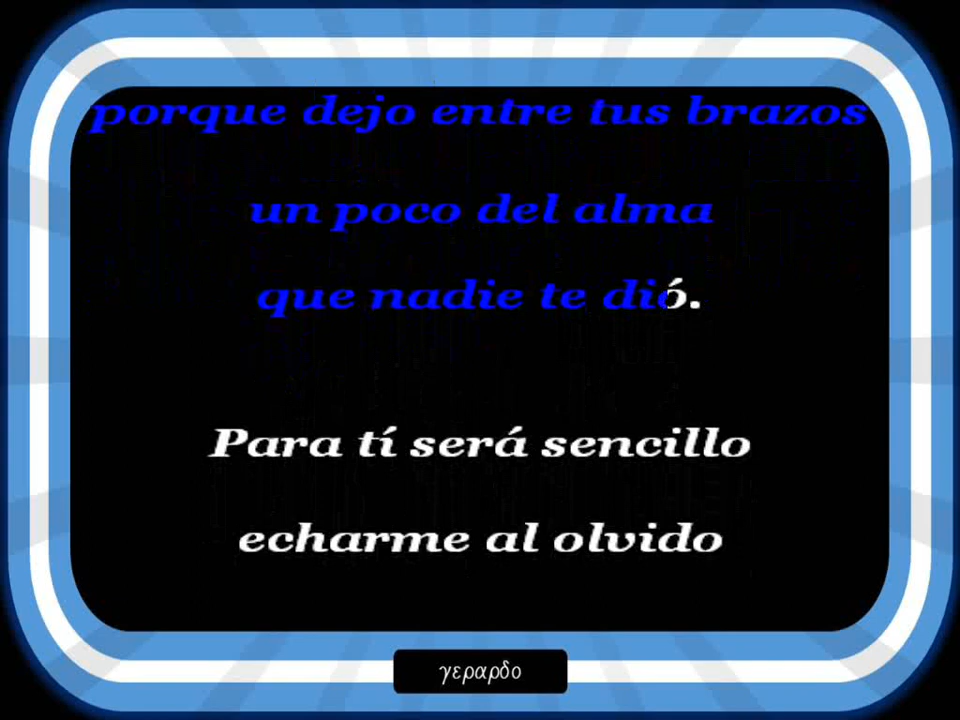 porque dejo entre tus brazos
un poco del alma
que nadie te dió.
Para tí será sencillo
echarme al olvido
γεραρδο